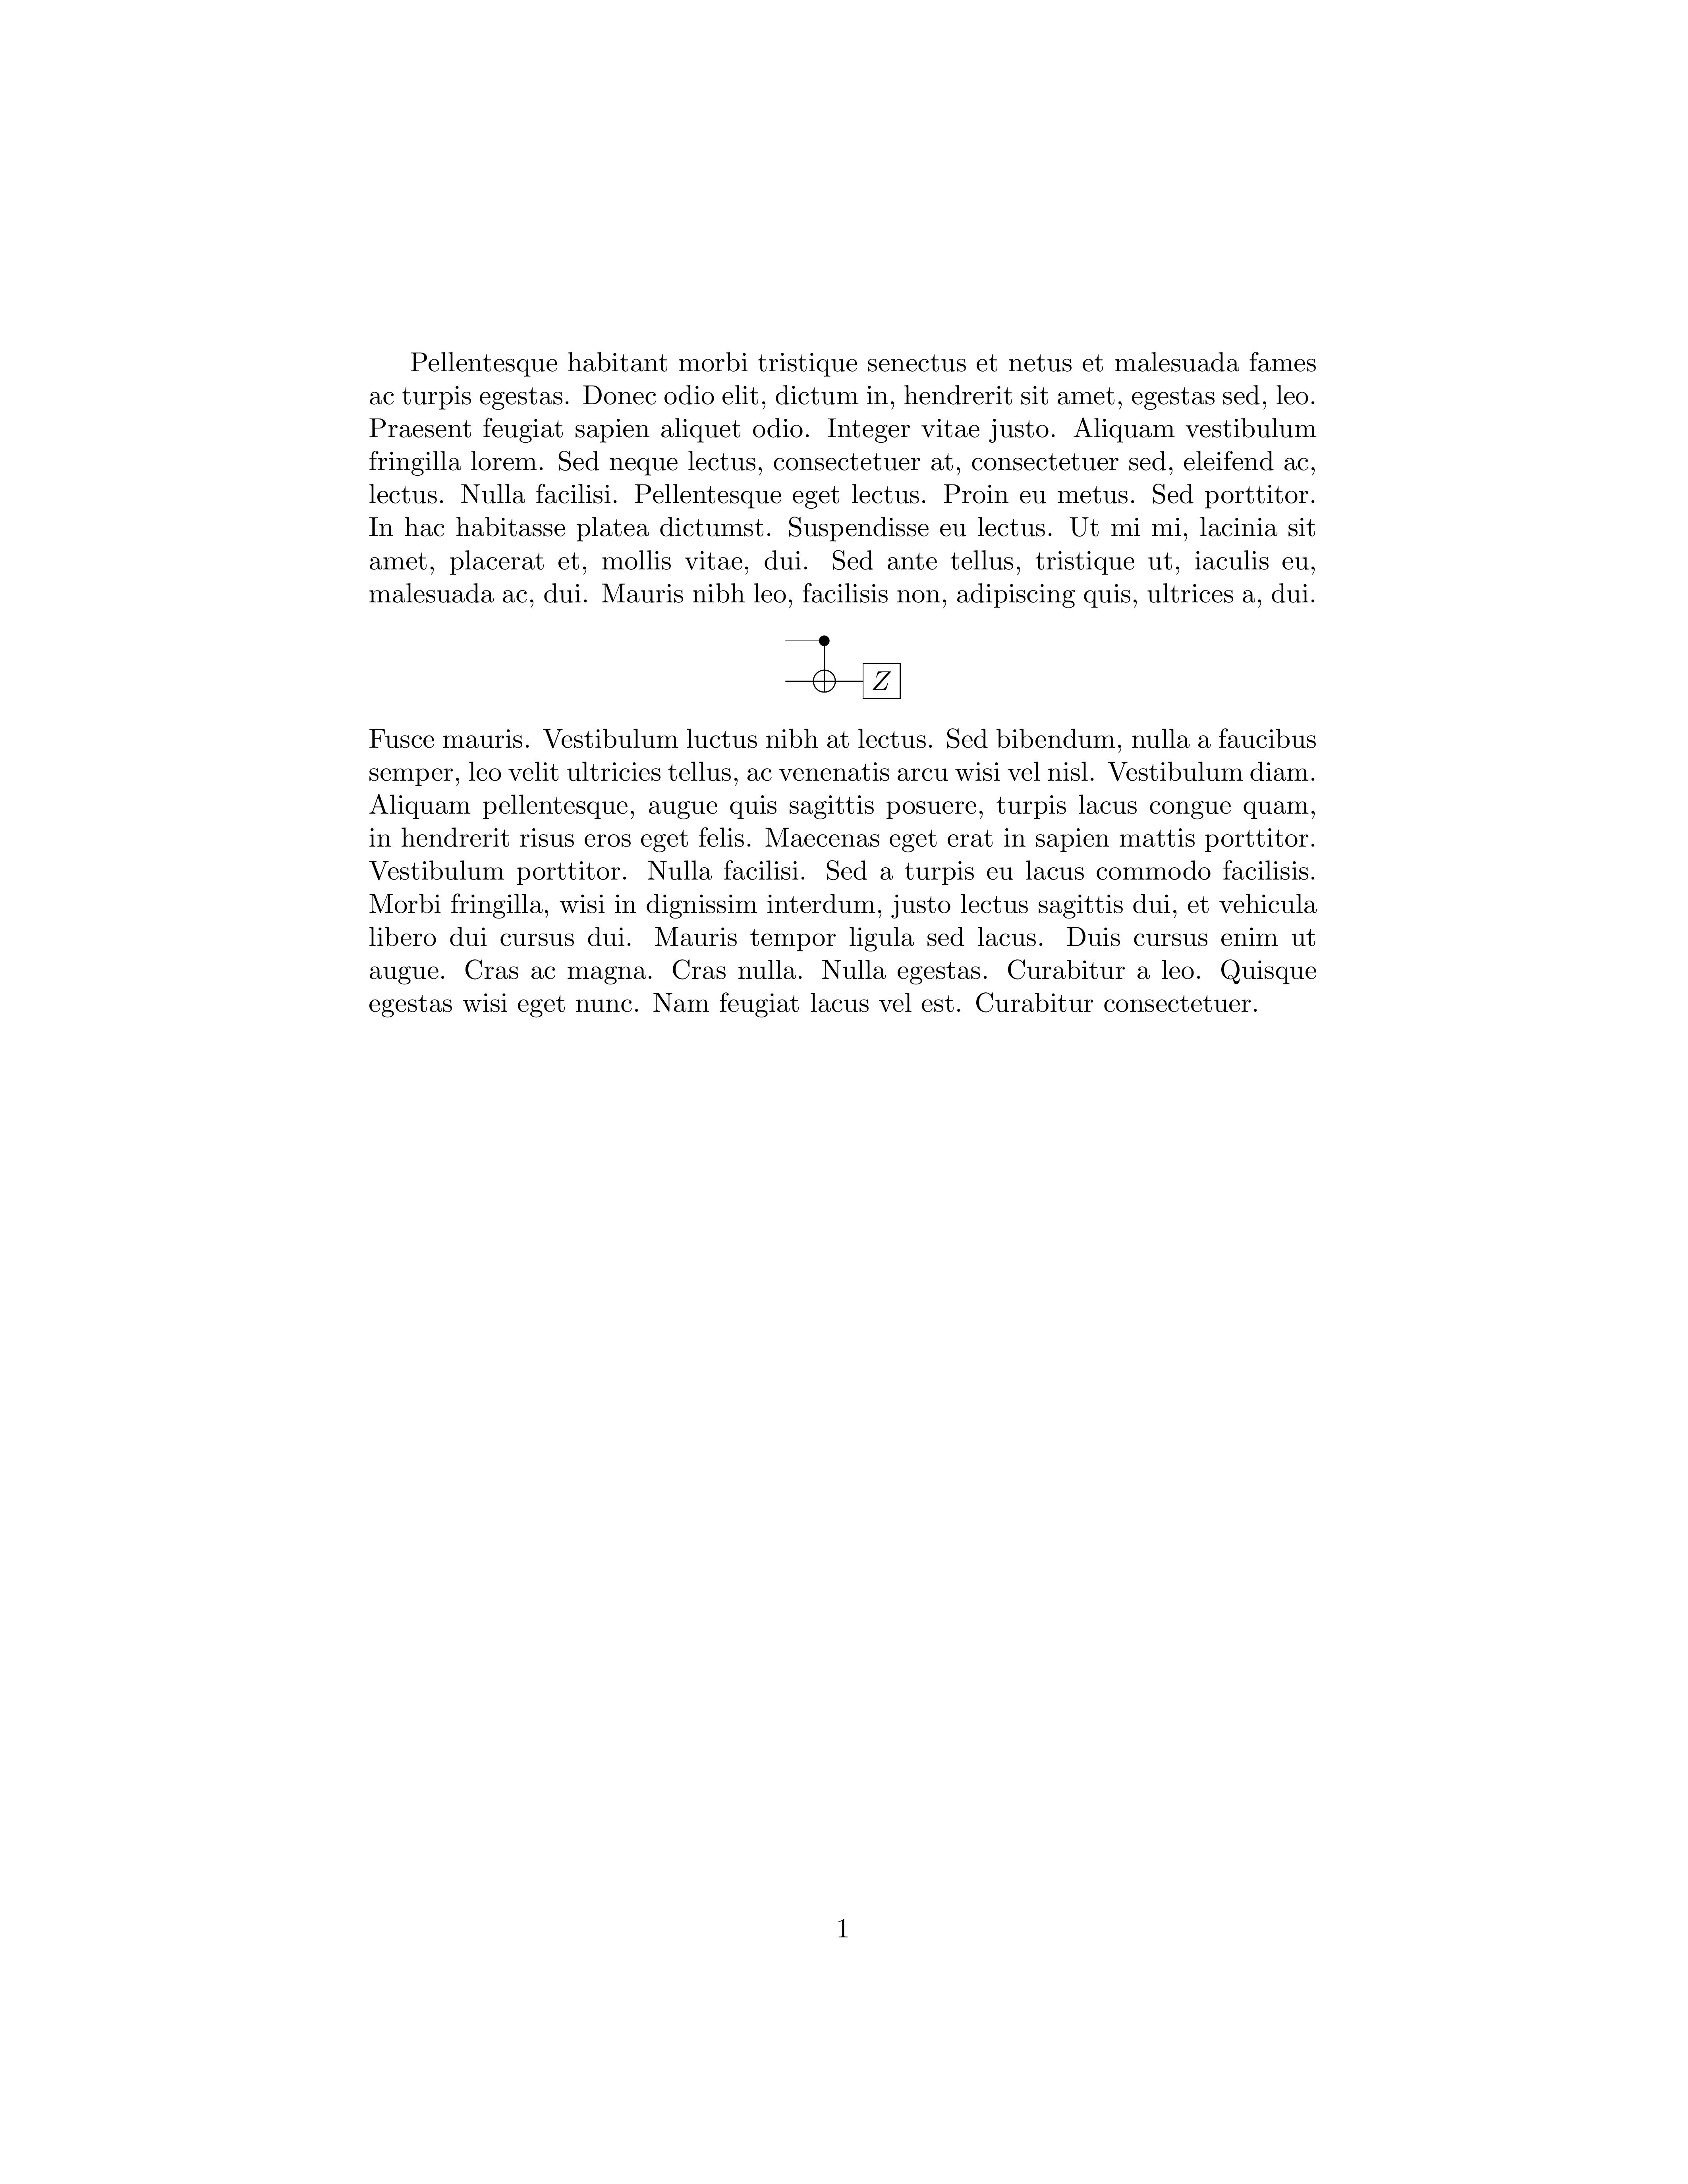 Pellentesque habitant morbi tristique senectus et netus et malesuada fames
ac turpis egestas. Donec odio elit, dictum in, hendrerit sit amet, egestas sed, leo.
Praesent feugiat sapien aliquet odio. Integer vitae justo. Aliquam vestibulum
fringilla lorem. Sed neque lectus, consectetuer at, consectetuer sed, eleifend ac,
lectus. Nulla facilisi. Pellentesque eget lectus. Proin eu metus. Sed porttitor.
In hac habitasse platea dictumst. Suspendisse eu lectus. Ut mi mi, lacinia sit
amet, placerat et, mollis vitae, dui. Sed ante tellus, tristique ut, iaculis eu,
malesuada ac, dui. Mauris nibh leo, facilisis non, adipiscing quis, ultrices a, dui.
Z
Fusce mauris. Vestibulum luctus nibh at lectus. Sed bibendum, nulla a faucibus
semper, leo velit ultricies tellus, ac venenatis arcu wisi vel nisl. Vestibulum diam.
Aliquam pellentesque, augue quis sagittis posuere, turpis lacus congue quam,
in hendrerit risus eros eget felis. Maecenas eget erat in sapien mattis porttitor.
Vestibulum porttitor. Nulla facilisi. Sed a turpis eu lacus commodo facilisis.
Morbi fringilla, wisi in dignissim interdum, justo lectus sagittis dui, et vehicula
libero dui cursus dui. Mauris tempor ligula sed lacus. Duis cursus enim ut
augue. Cras ac magna. Cras nulla. Nulla egestas. Curabitur a leo. Quisque
egestas wisi eget nunc. Nam feugiat lacus vel est. Curabitur consectetuer.
1